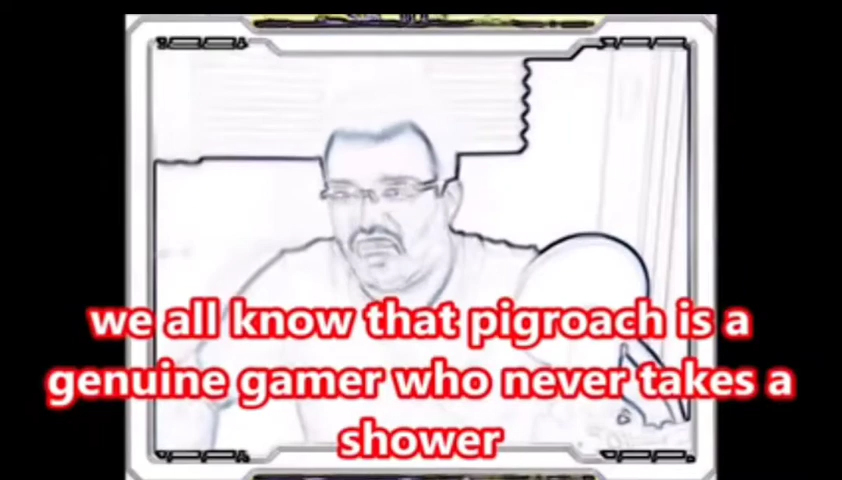 we all know that pigroach is a
genuine gamer who never takes a
shower